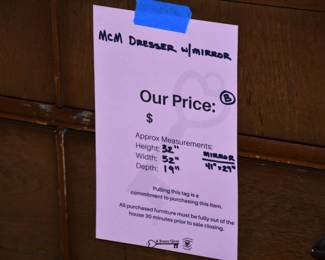 MCM DRESSER W/MIRROR
Our Price: B
$
Approx Measurements:
Height: 32"
Width: 52"
Depth: 19"
MIRROR
41" x 27"
Pulling this tag is a
commitment to purchasing this item.
All purchased furniture must be fully out of the
house 30 minutes prior to sale closing.